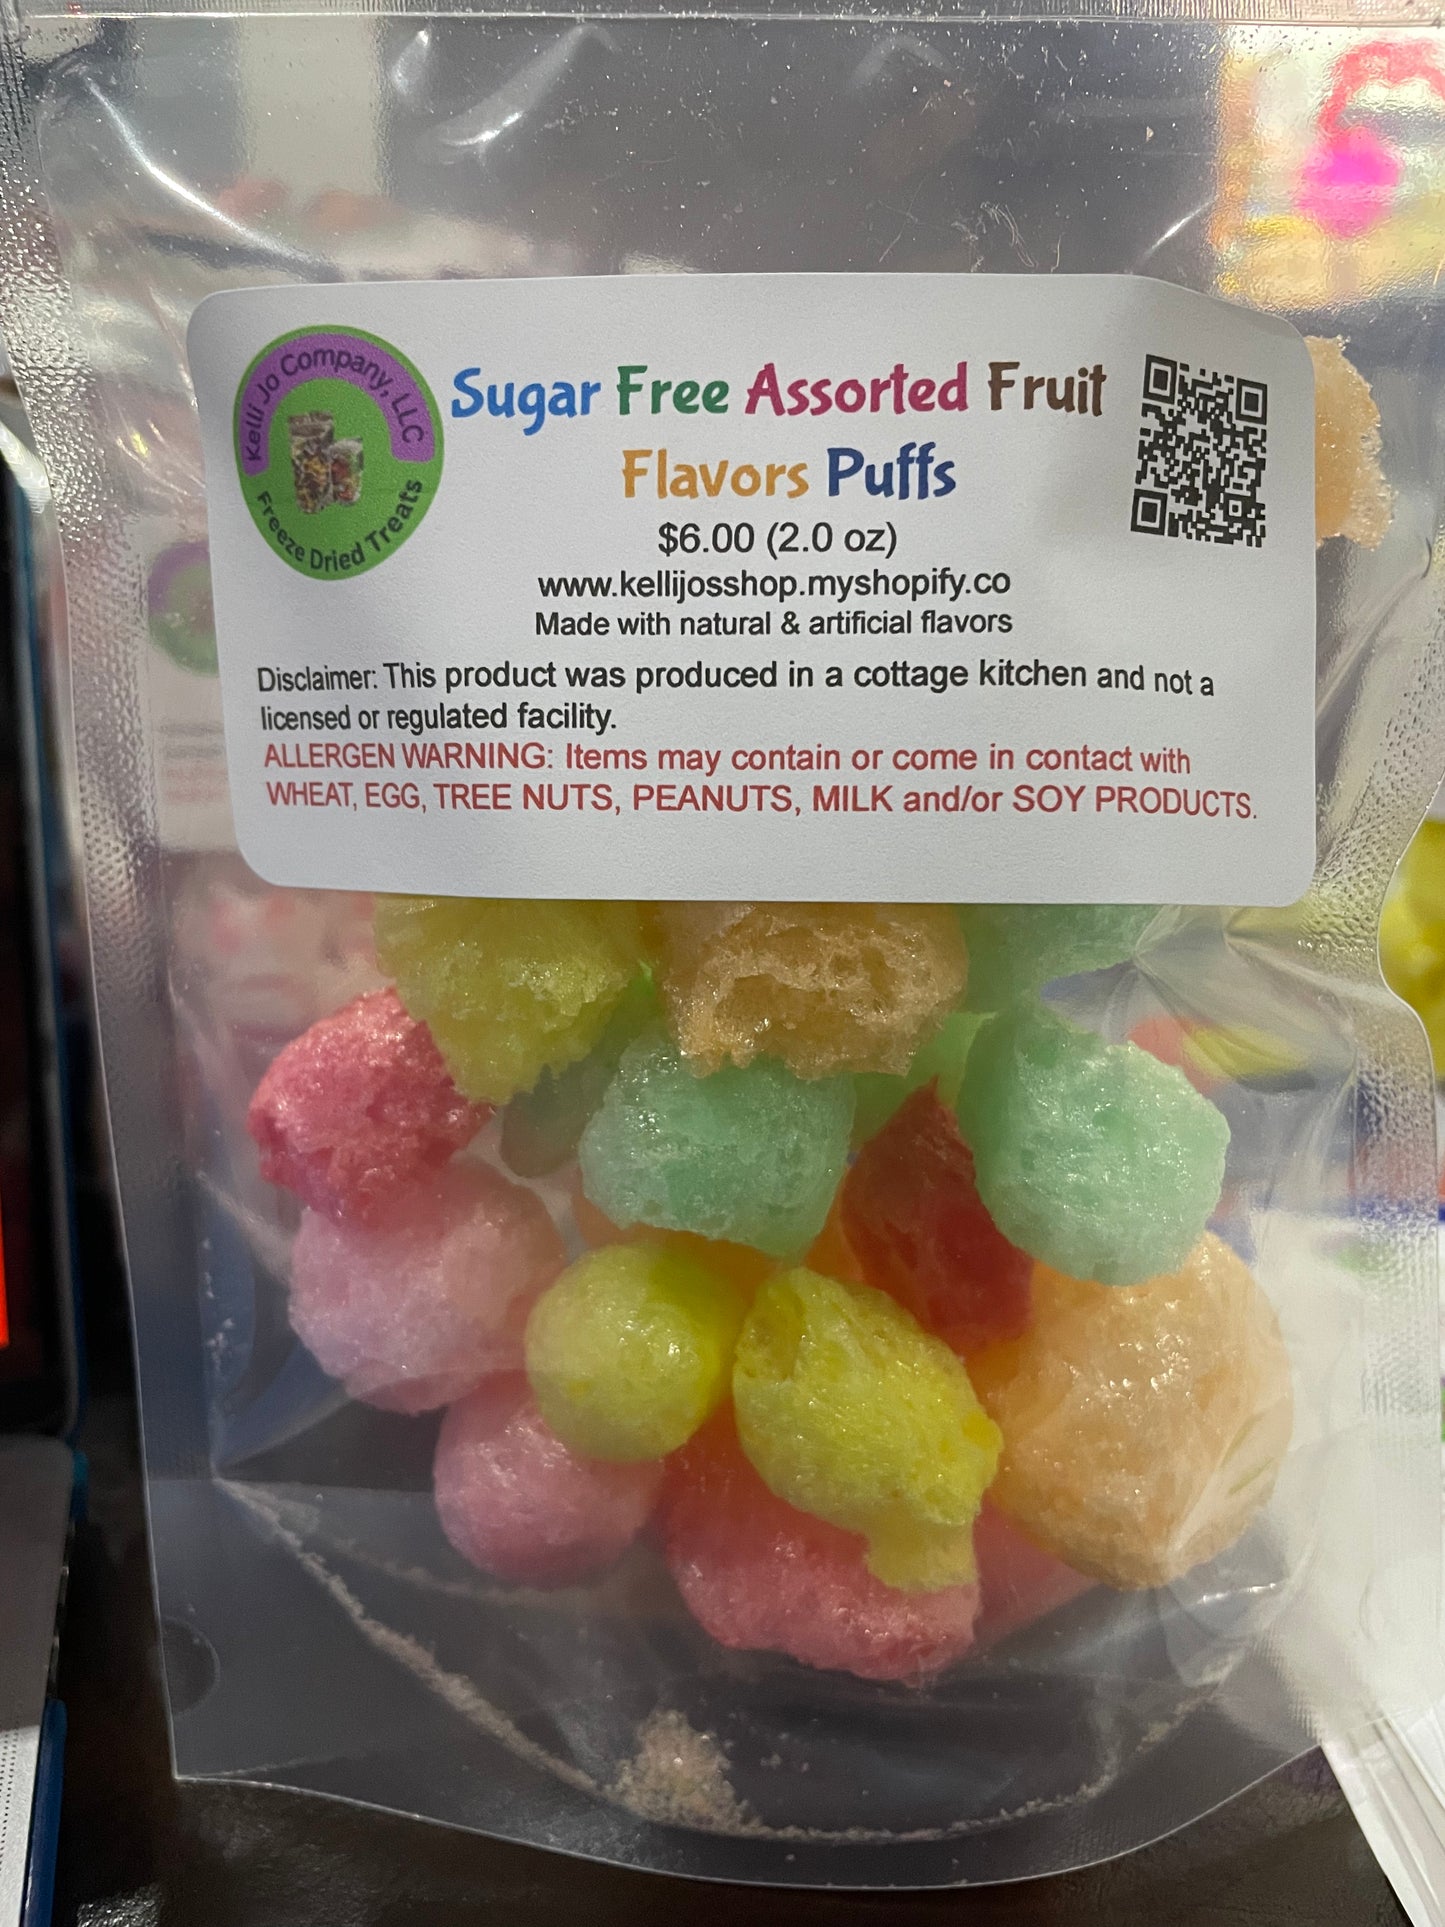 Kelli Jo Company, LLC
Freeze Dried Treats
Sugar Free Assorted Fruit
Flavors Puffs
$6.00 (2.0 oz)
www.kellijosshop.myshopify.co
Made with natural & artificial flavors
Disclaimer: This product was produced in a cottage kitchen and not a
licensed or regulated facility.
ALLERGEN WARNING: Items may contain or come in contact with
WHEAT, EGG, TREE NUTS, PEANUTS, MILK and/or SOY PRODUCTS.